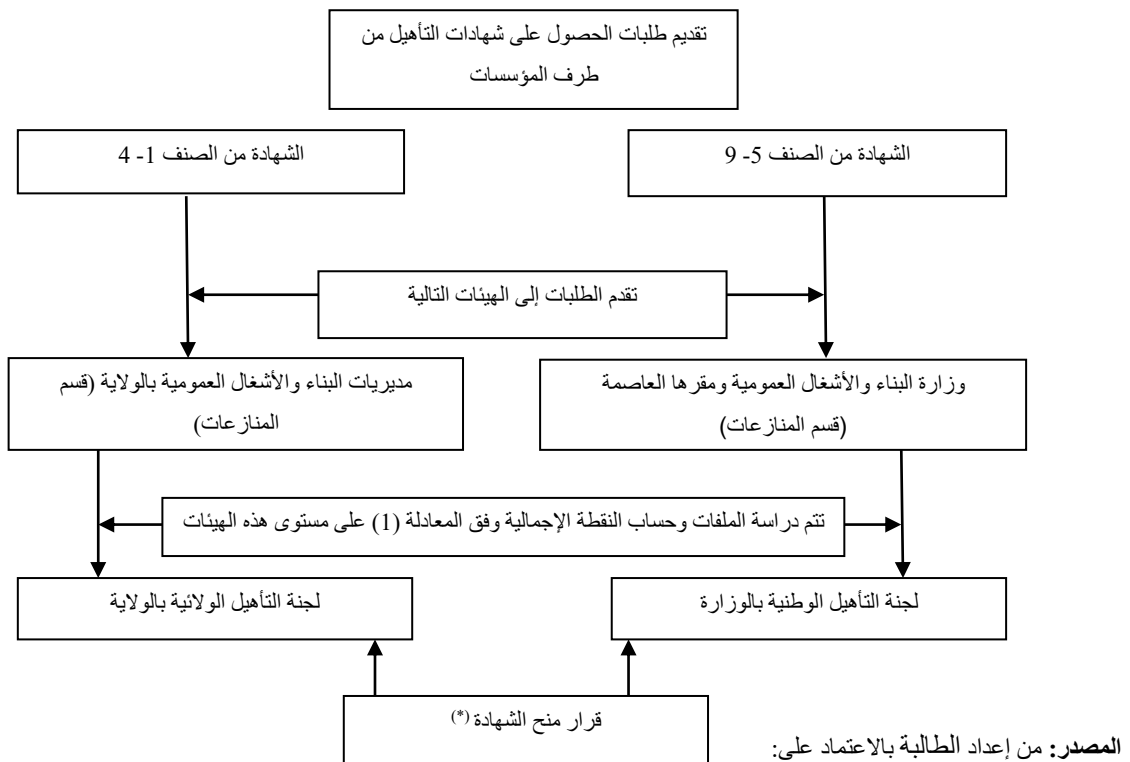 تقديم طلبات الحصول على شهادات التأهيل من
طرف المؤسسات
الشهادة من الصنف 5- 9
الشهادة من الصنف 1- 4
تقدم الطلبات إلى الهيئات التالية
وزارة البناء والأشغال العمومية ومقرها العاصمة
(قسم المنازعات)
مديريات البناء والأشغال العمومية بالولاية (قسم
المنازعات)
تتم دراسة الملفات وحساب النقطة الإجمالية وفق المعادلة (1) على مستوى هذه الهيئات
لجنة التأهيل الوطنية بالوزارة
لجنة التأهيل الولائية بالولاية
قرار منح الشهادة (*)
المصدر: من إعداد الطالبة بالاعتماد على: